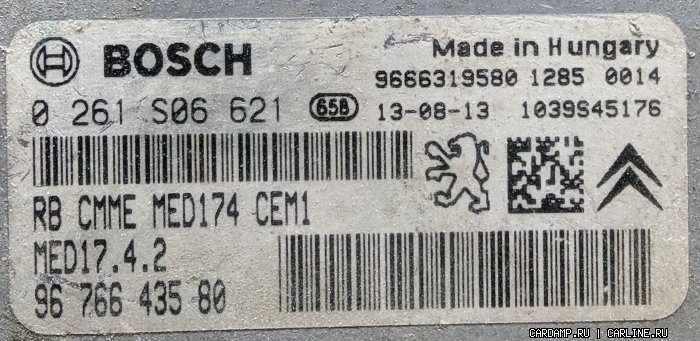 BOSCH
Made in Hungary
9666319580 1285 0014
0 261 S06 621 65B 13-08-13 1039S45176
RB CMME MED174 CEM1
MED17.4.2
96 766 435 80
CARDAMP.RU | CARLINE.RU